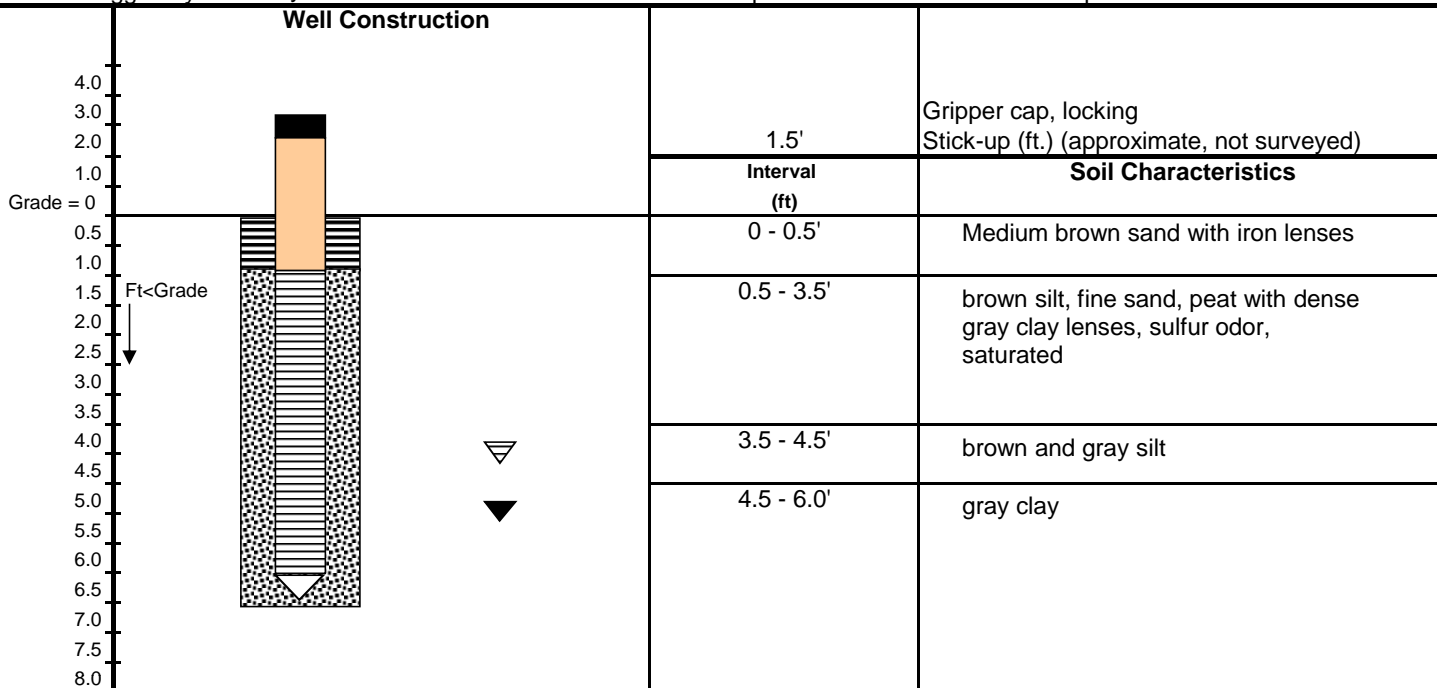 Well Construction
4.0
3.0
2.0
1.0
Grade = 0
0.5
1.0
1.5
2.0
2.5
3.0
3.5
4.0
4.5
5.0
5.5
6.0
6.5
7.0
7.5
8.0
Ft<Grade
Gripper cap, locking
1.5' Stick-up (ft.) (approximate, not surveyed)
Interval
(ft)
Soil Characteristics
0 - 0.5' Medium brown sand with iron lenses
0.5 - 3.5' brown silt, fine sand, peat with dense
gray clay lenses, sulfur odor,
saturated
3.5 - 4.5' brown and gray silt
4.5 - 6.0' gray clay